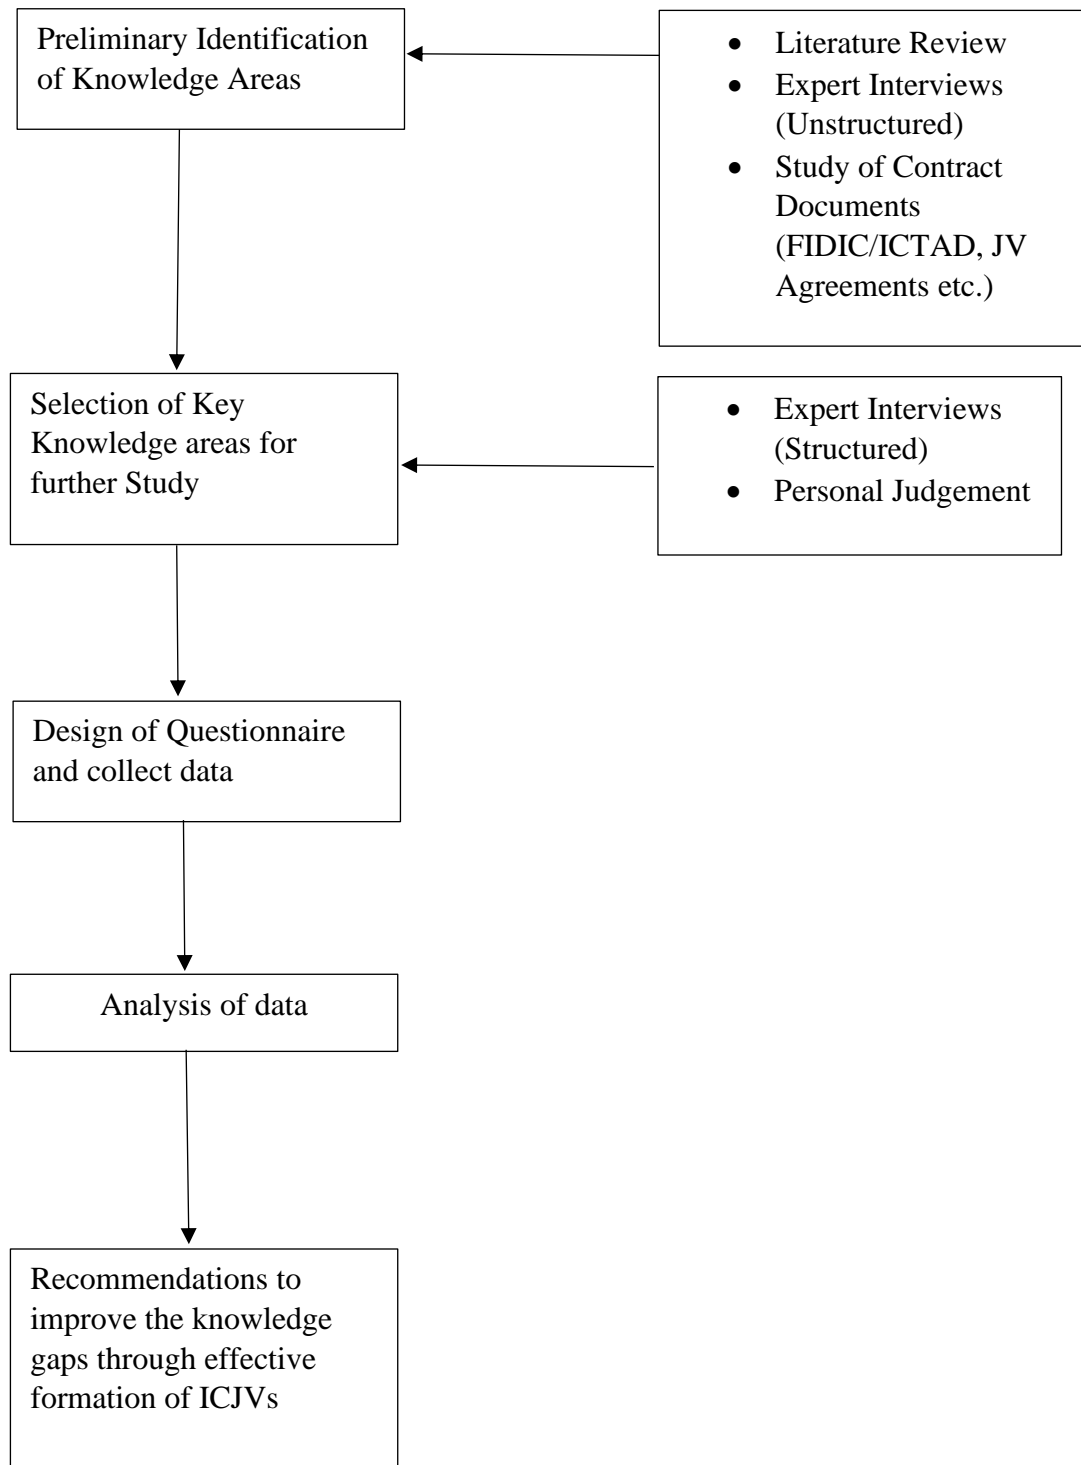 Preliminary Identification
of Knowledge Areas
• Literature Review
• Expert Interviews
(Unstructured)
• Study of Contract
Documents
(FIDIC/ICTAD, JV
Agreements etc.)
Selection of Key
Knowledge areas for
further Study
• Expert Interviews
(Structured)
• Personal Judgement
Design of Questionnaire
and collect data
Analysis of data
Recommendations to
improve the knowledge
gaps through effective
formation of ICJVs